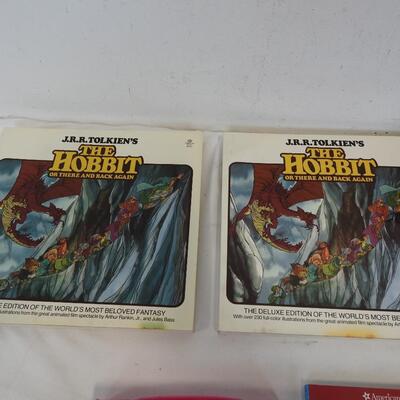 J.R.R. TOLKIEN'S
THE
HOBBIT
OR THERE AND BACK AGAIN
EDITION OF THE WORLD'S MOST BELOVED FANTASY
illustrations from the great animated film spectacle by Arthur Rankin, Jr. and Jules Bass
J.R.R. TOLKIEN'S
THE
HOBBIT
OR THERE AND BACK AGAIN
THE DELUXE EDITION OF THE WORLD'S MOST BE
With over 230 full-color illustrations from the great animated film spectacle by Ar
American